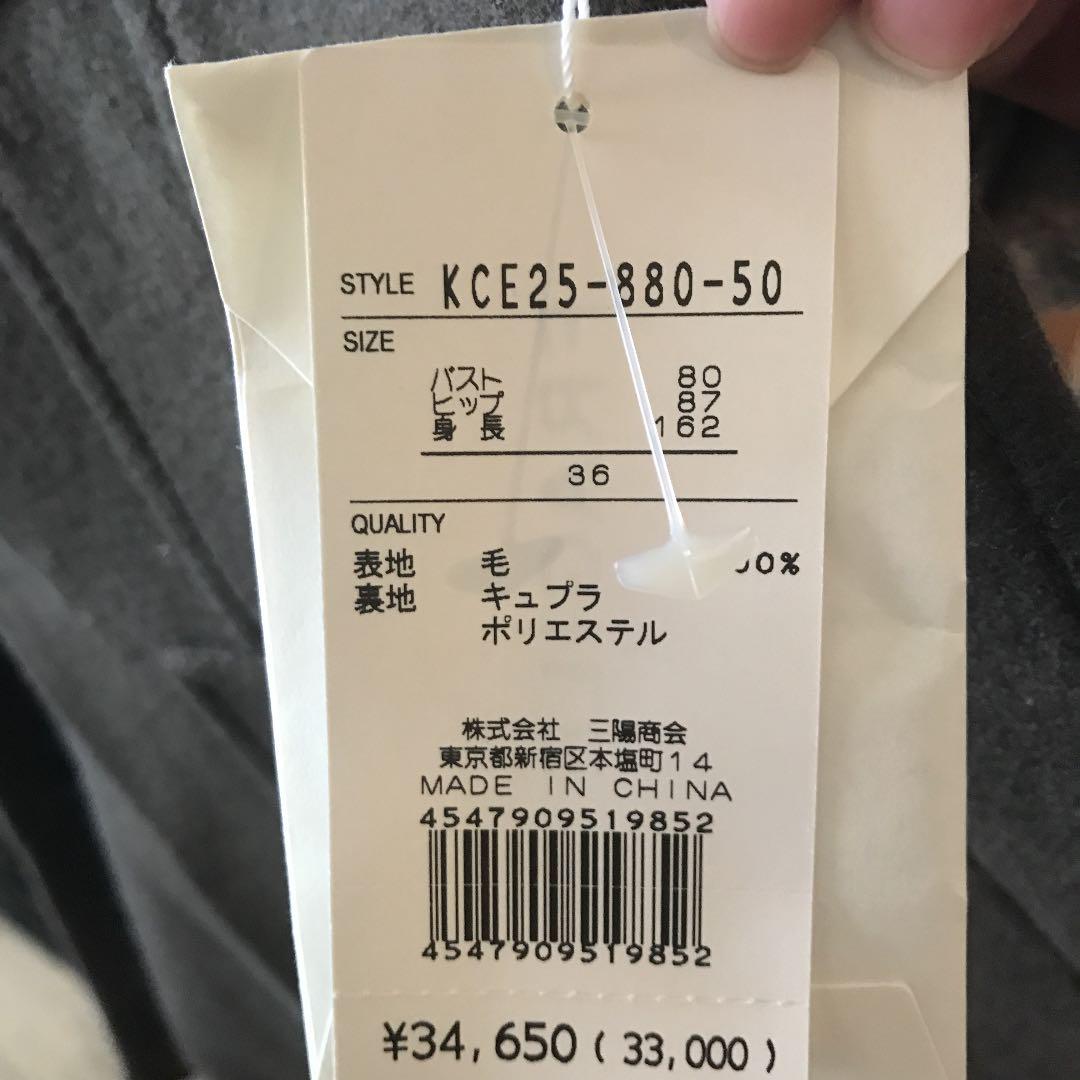 STYLE KCE25-880-50
SIZE
バスト 80
ヒップ 87
身長 162
36
QUALITY
表地 毛 00%
裏地 キュプラ
ポリエステル
株式会社 三陽商会
東京都新宿区本塩町14
MADE IN CHINA
4547909519852
4547909519852
¥34,650(33,000)